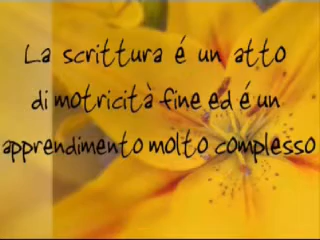 La scrittura é un atto
di motricità fine ed é un
apprendimento molto complesso